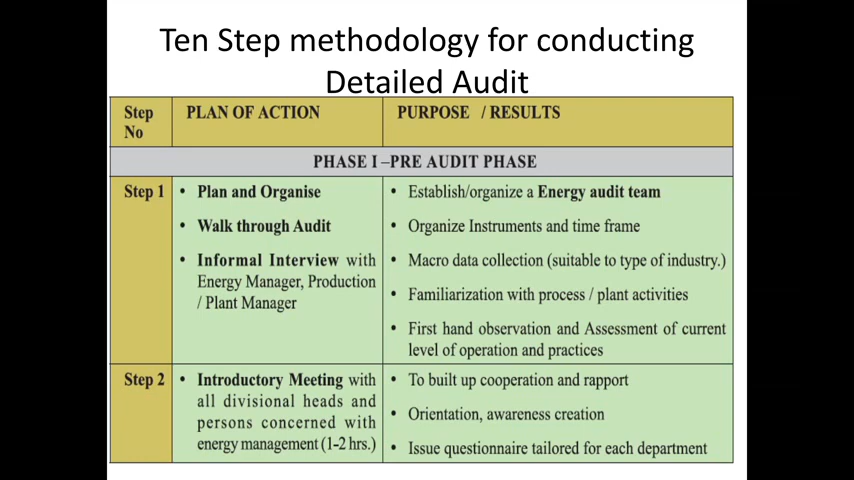 Ten Step methodology for conducting
Detailed Audit
Step No
PLAN OF ACTION
PURPOSE / RESULTS
PHASE I –PRE AUDIT PHASE
Step 1
• Plan and Organise
• Walk through Audit
• Informal Interview with
Energy Manager, Production
/ Plant Manager
• Establish/organize a Energy audit team
• Organize Instruments and time frame
• Macro data collection (suitable to type of industry.)
• Familiarization with process / plant activities
• First hand observation and Assessment of current
level of operation and practices
Step 2
• Introductory Meeting with
all divisional heads and
persons concerned with
energy management (1-2 hrs.)
• To built up cooperation and rapport
• Orientation, awareness creation
• Issue questionnaire tailored for each department